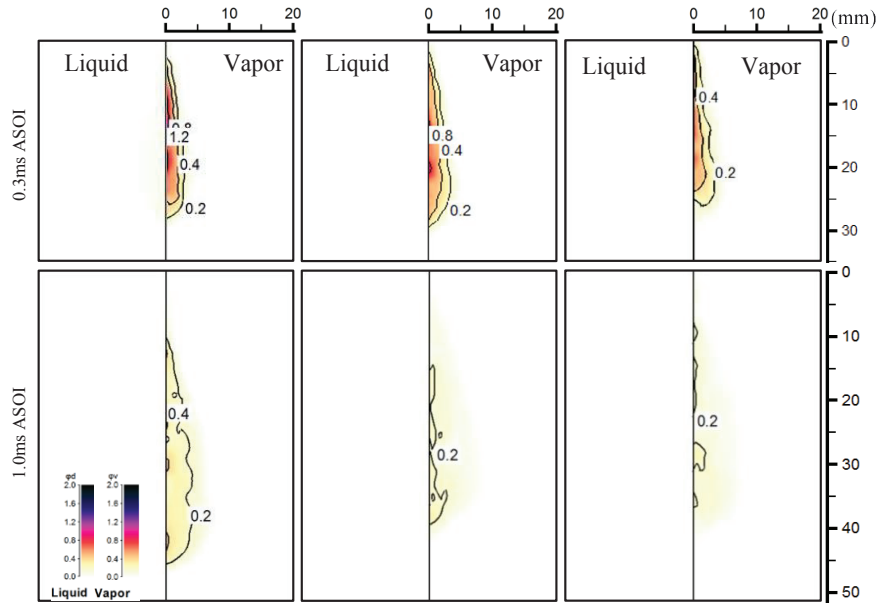 0 10 20 0 10 20 0 10 20 (mm)
Liquid Vapor Liquid Vapor Liquid Vapor 0
0.4 10
0.8 1.2 0.8
0.4 0.4 0.2 20
0.2 0.2
30
0.3ms ASOI
0
10
0.4 0.2 20
0.2 30
0.2 40
50
1.0ms ASOI
φd φv
2.0 2.0
1.6 1.6
1.2 1.2
0.8 0.8
0.4 0.4
0.0 0.0
Liquid Vapor